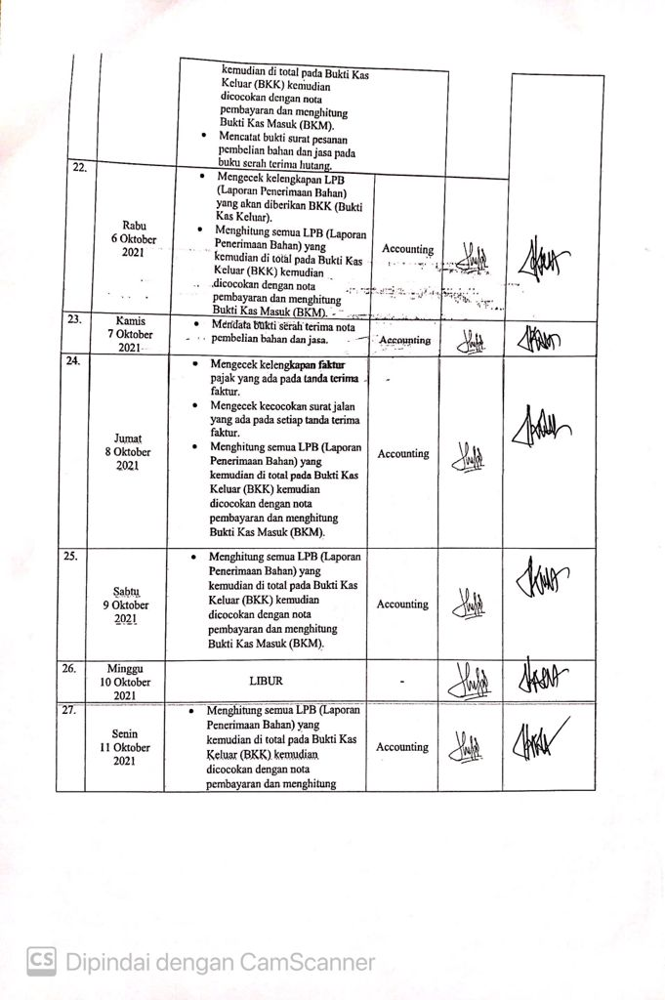 kemudian di total pada Bukti Kas
Keluar (BKK) kemudian
dicocokan dengan nota
pembayaran dan menghitung
Bukti Kas Masuk (BKM).
• Mencatat bukti surat pesanan
pembelian bahan dan jasa pada
buku serah terima hutang.
22.
Rabu
6 Oktober
2021
• Mengecek kelengkapan LPB
(Laporan Penerimaan Bahan)
yang akan diberikan BKK (Bukti
Kas Keluar).
• Menghitung semua LPB (Laporan
Penerimaan Bahan) yang
kemudian di total pada Bukti Kas
Keluar (BKK) kemudian
dicocokan dengan nota
pembayaran dan menghitung
Bukti Kas Masuk (BKM).
Accounting
23.
Kamis
7 Oktober
2021
• Mendata bukti serah terima nota
pembelian bahan dan jasa.
Accounting
24.
Jumat
8 Oktober
2021
• Mengecek kelengkapan faktur
pajak yang ada pada tanda terima
faktur.
• Mengecek kecocokan surat jalan
yang ada pada setiap tanda terima
faktur.
• Menghitung semua LPB (Laporan
Penerimaan Bahan) yang
kemudian di total pada Bukti Kas
Keluar (BKK) kemudian
dicocokan dengan nota
pembayaran dan menghitung
Bukti Kas Masuk (BKM).
Accounting
25.
Sabtu
9 Oktober
2021
• Menghitung semua LPB (Laporan
Penerimaan Bahan) yang
kemudian di total pada Bukti Kas
Keluar (BKK) kemudian
dicocokan dengan nota
pembayaran dan menghitung
Bukti Kas Masuk (BKM).
Accounting
26.
Minggu
10 Oktober
2021
LIBUR
-
27.
Senin
11 Oktober
2021
• Menghitung semua LPB (Laporan
Penerimaan Bahan) yang
kemudian di total pada Bukti Kas
Keluar (BKK) kemudian
dicocokan dengan nota
pembayaran dan menghitung
Accounting
CS Dipindai dengan CamScanner